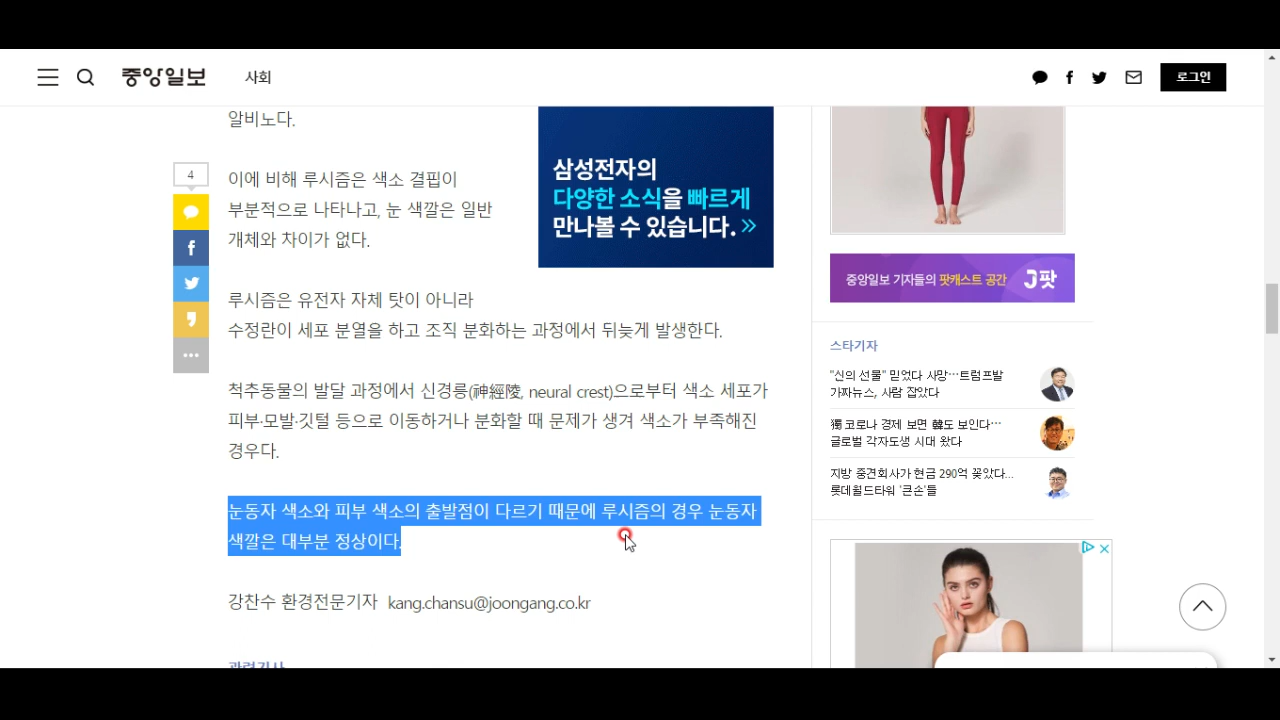 중앙일보
사회
로그인
알비노다.
4
이에 비해 루시즘은 색소 결핍이
부분적으로 나타나고, 눈 색깔은 일반
개체와 차이가 없다.
삼성전자의
다양한 소식을 빠르게
만나볼 수 있습니다.
루시즘은 유전자 자체 탓이 아니라
수정란이 세포 분열을 하고 조직 분화하는 과정에서 뒤늦게 발생한다.
척추동물의 발달 과정에서 신경릉(神經陵, neural crest)으로부터 색소 세포가
피부·모발·깃털 등으로 이동하거나 분화할 때 문제가 생겨 색소가 부족해진
경우다.
눈동자 색소와 피부 색소의 출발점이 다르기 때문에 루시즘의 경우 눈동자
색깔은 대부분 정상이다.
강찬수 환경전문기자 kang.chansu@joongang.co.kr
관련기사
중앙일보 기자들의 팟캐스트 공간 J팟
스타기자
"신의 선물" 믿었다 사망…트럼프발
가짜뉴스, 사람 잡았다
獨 코로나 경제 보면 韓도 보인다…
글로벌 각자도생 시대 왔다
지방 중견회사가 현금 290억 꽂았다...
롯데월드타워 '큰손'들